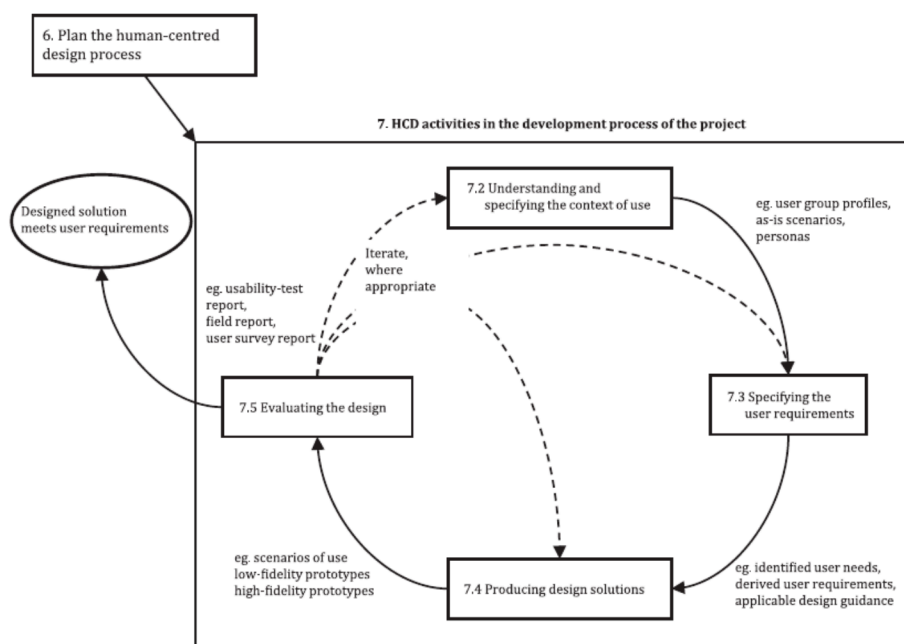 6. Plan the human-centred
design process
7. HCD activities in the development process of the project
7.2 Understanding and
specifying the context of use
eg. user group profiles,
as-is scenarios,
personas
Designed solution
meets user requirements
Iterate,
where
appropriate
eg. usability-test
report,
field report,
user survey report
7.5 Evaluating the design
7.3 Specifying the
user requirements
eg. scenarios of use
low-fidelity prototypes
high-fidelity prototypes
7.4 Producing design solutions
eg. identified user needs,
derived user requirements,
applicable design guidance